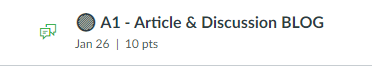 A1 - Article & Discussion BLOG
Jan 26 | 10 pts